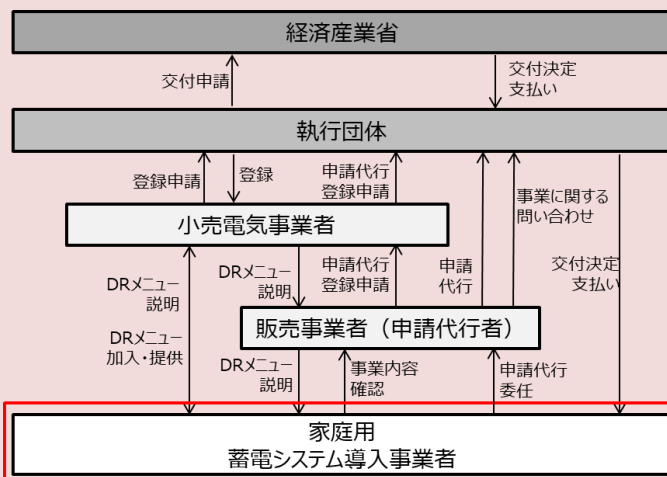 経済産業省
交付申請
交付決定
支払い
執行団体
登録申請
登録
申請代行
登録申請
事業に関する
問い合わせ
小売電気事業者
DRメニュー
説明
DRメニュー
加入・提供
DRメニュー
説明
申請代行
登録申請
申請
代行
交付決定
支払い
販売事業者（申請代行者）
DRメニュー
説明
事業内容
確認
申請代行
委任
家庭用
蓄電システム導入事業者